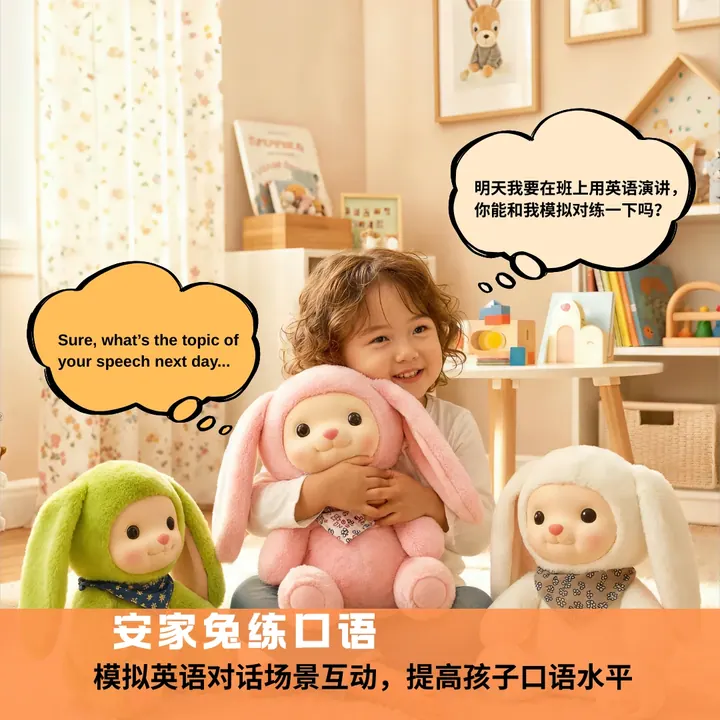 明天我要在班上用英语演讲，
你能和我模拟对练一下吗？
Sure, what's the topic of
your speech next day...
安家兔练口语
模拟英语对话场景互动，提高孩子口语水平